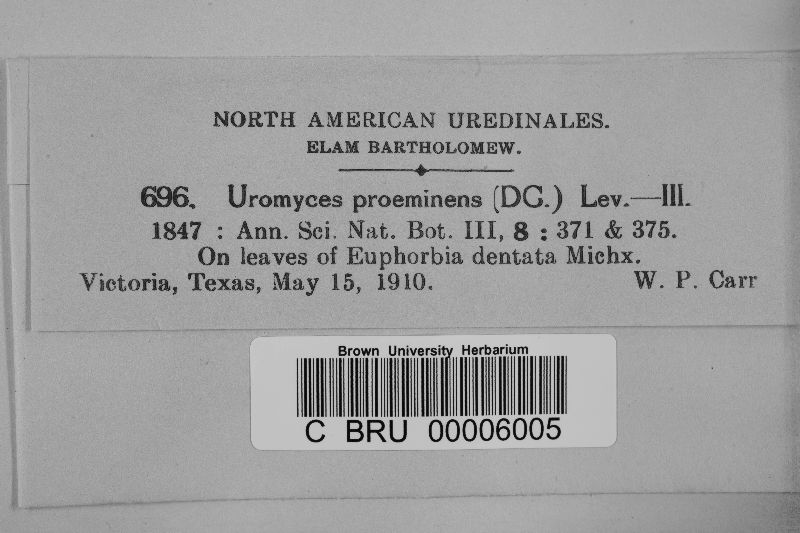 NORTH AMERICAN UREDINALES.
ELAM BARTHOLOMEW.
696. Uromyces proeminens (DC.) Lev.—III.
1847 : Ann. Sci. Nat. Bot. III, 8 : 371 & 375.
On leaves of Euphorbia dentata Michx.
Victoria, Texas, May 15, 1910. W. P. Carr
Brown University Herbarium
C BRU 00006005